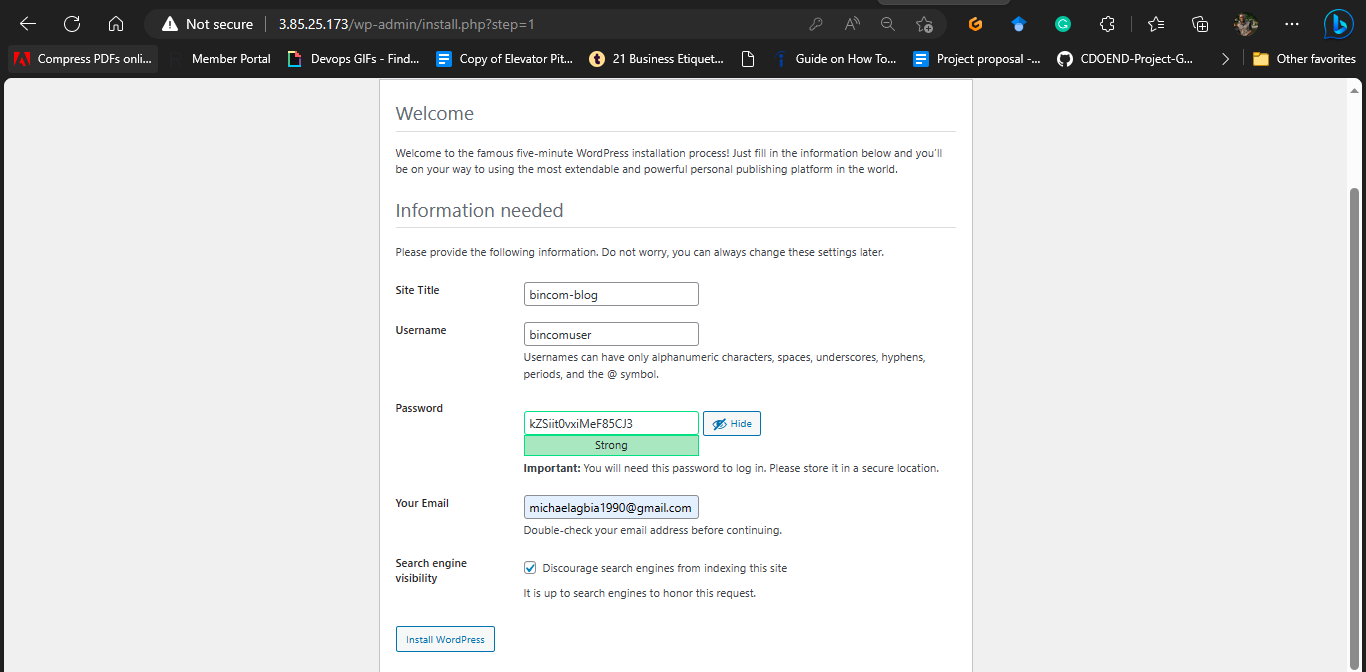 Not secure
3.85.25.173/wp-admin/install.php?step=1
Compress PDFs onli...
Member Portal
Devops GIFs - Find...
Copy of Elevator Pit...
21 Business Etiquet...
Guide on How To...
Project proposal -...
CDOEND-Project-G...
Other favorites
Welcome
Welcome to the famous five-minute WordPress installation process! Just fill in the information below and you'll
be on your way to using the most extendable and powerful personal publishing platform in the world.
Information needed
Please provide the following information. Do not worry, you can always change these settings later.
Site Title
bincom-blog
Username
bincomuser
Usernames can have only alphanumeric characters, spaces, underscores, hyphens,
periods, and the @ symbol.
Password
kZSiit0vxiMeF85CJ3
Hide
Strong
Important: You will need this password to log in. Please store it in a secure location.
Your Email
michaelagbia1990@gmail.com
Double-check your email address before continuing.
Search engine
visibility
Discourage search engines from indexing this site
It is up to search engines to honor this request.
Install WordPress